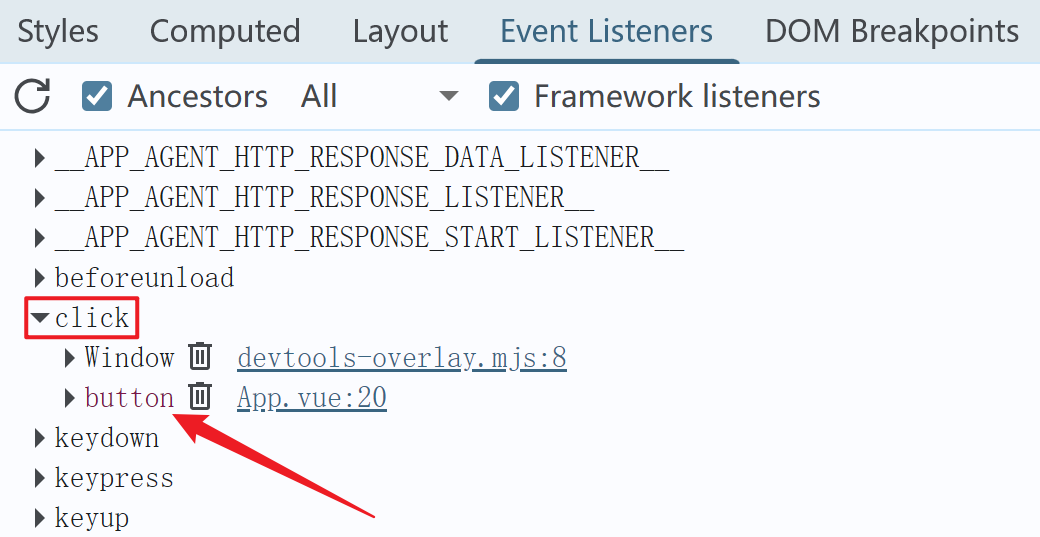 Styles Computed Layout Event Listeners DOM Breakpoints
Ancestors All Framework listeners
__APP_AGENT_HTTP_RESPONSE_DATA_LISTENER__
__APP_AGENT_HTTP_RESPONSE_LISTENER__
__APP_AGENT_HTTP_RESPONSE_START_LISTENER__
beforeunload
click
Window devtools-overlay.mjs:8
button App.vue:20
keydown
keypress
keyup